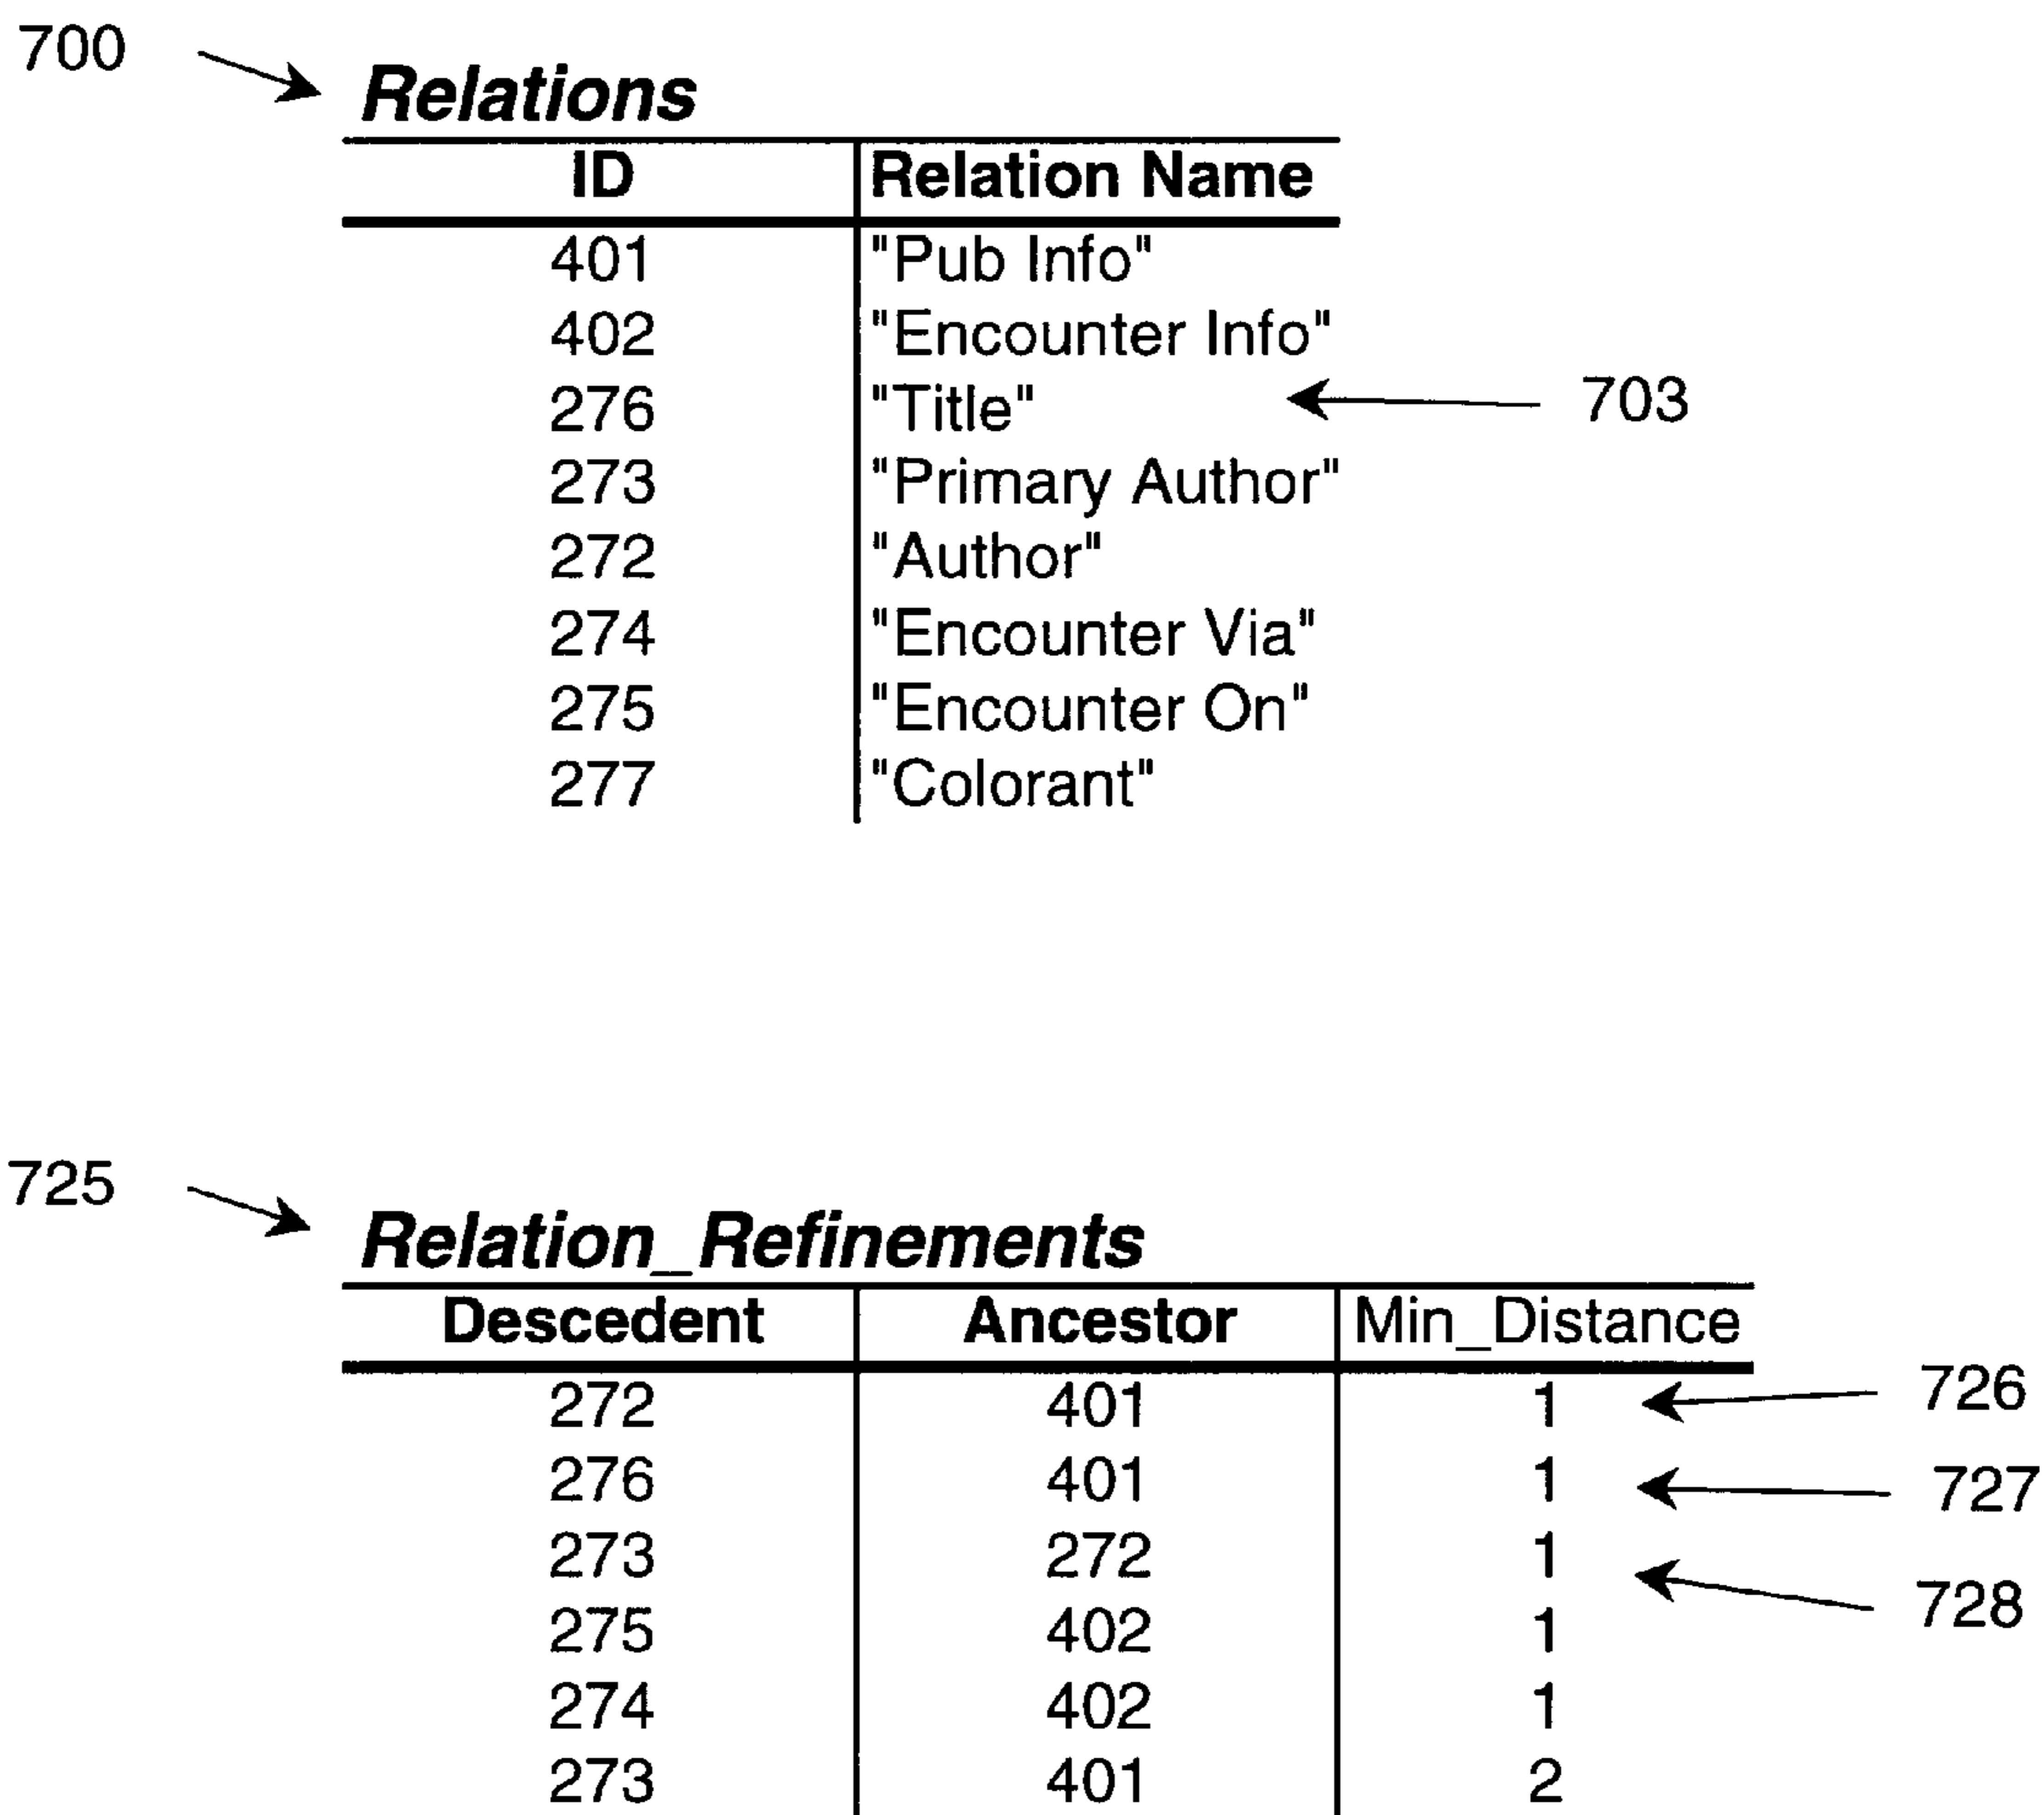 700
Relations
ID Relation Name
401 "Pub Info"
402 "Encounter Info"
276 "Title" 703
273 "Primary Author"
272 "Author"
274 "Encounter Via"
275 "Encounter On"
277 "Colorant"
725
Relation_Refinements
Descedent Ancestor Min_Distance
272 401 1 726
276 401 1 727
273 272 1 728
275 402 1
274 402 1
273 401 2